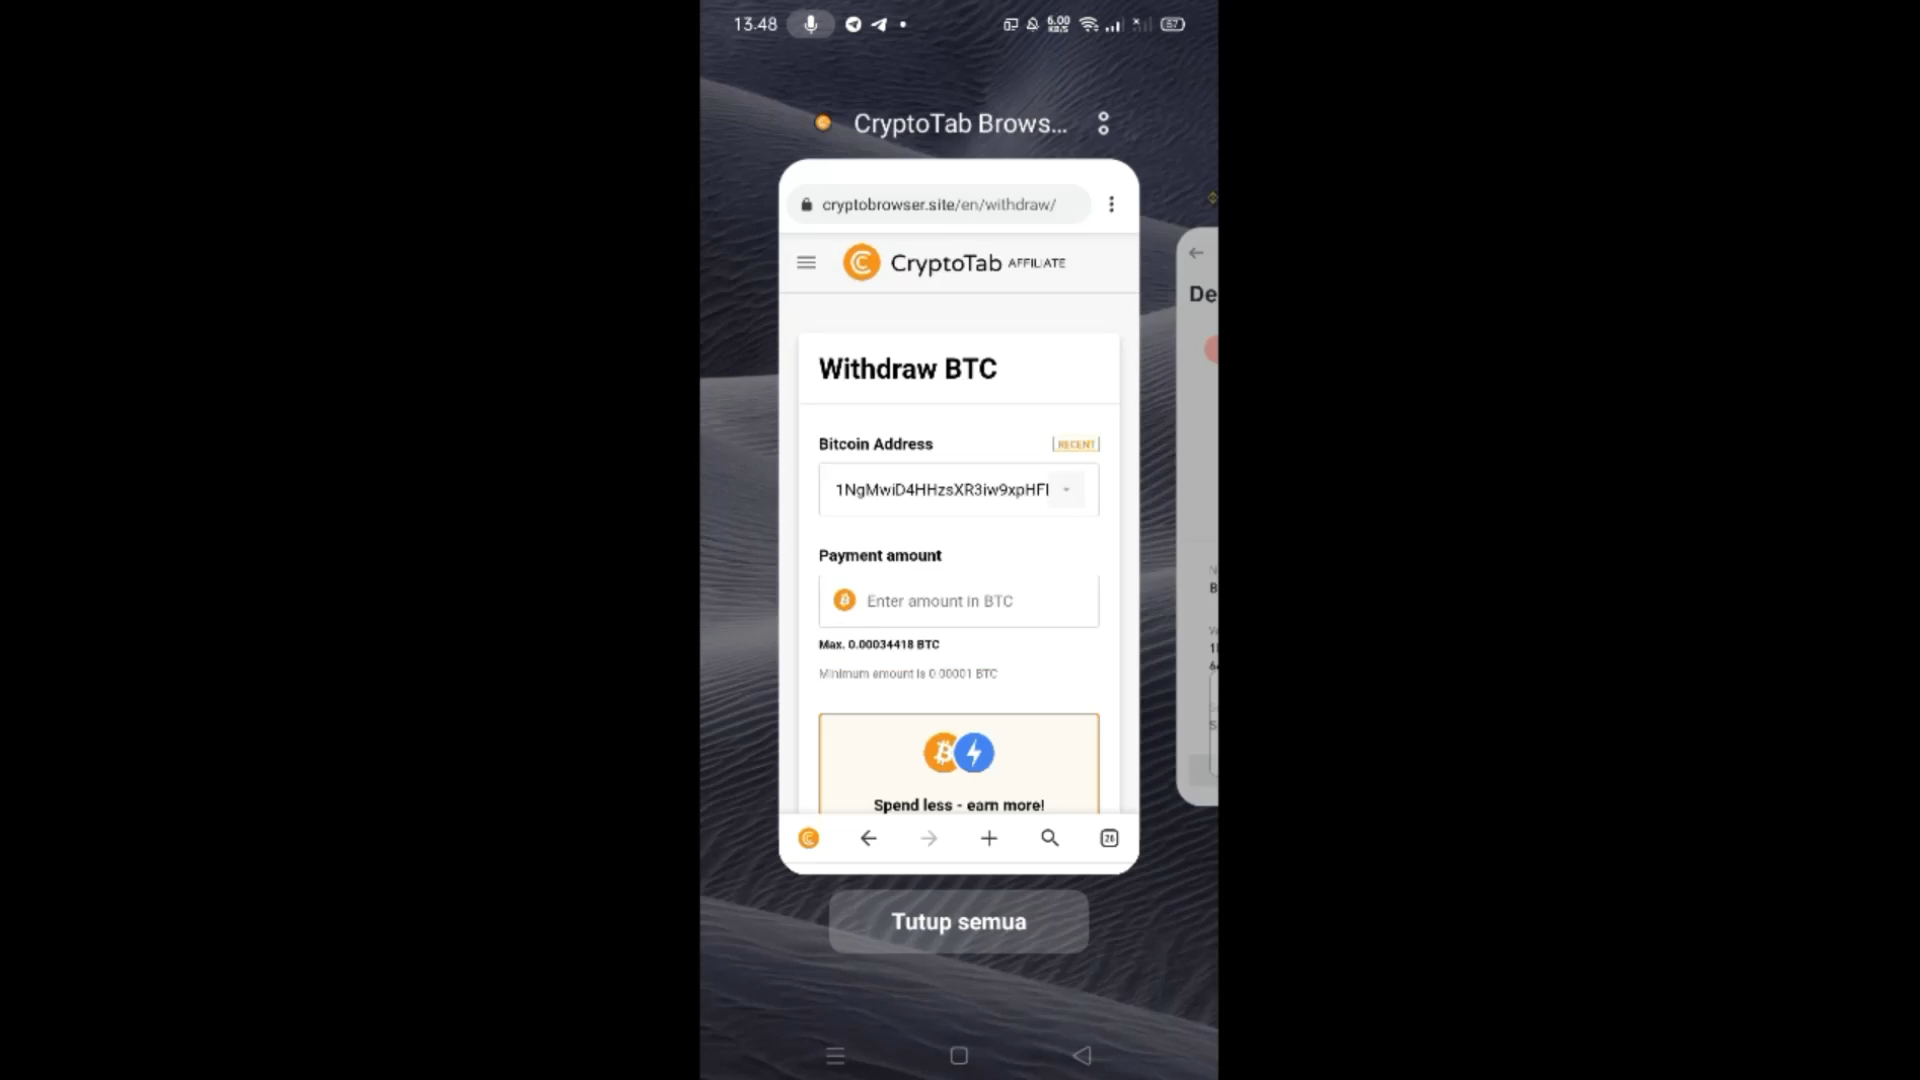 13.48
6.00
KB/S
67
CryptoTab Brows...
cryptobrowser.site/en/withdraw/
CryptoTab AFFILIATE
Withdraw BTC
Bitcoin Address
RECENT
1NgMwiD4HHzsXR3iw9xpHFI
Payment amount
Enter amount in BTC
Max. 0.00034418 BTC
Minimum amount is 0.00001 BTC
Spend less - earn more!
26
Tutup semua
De